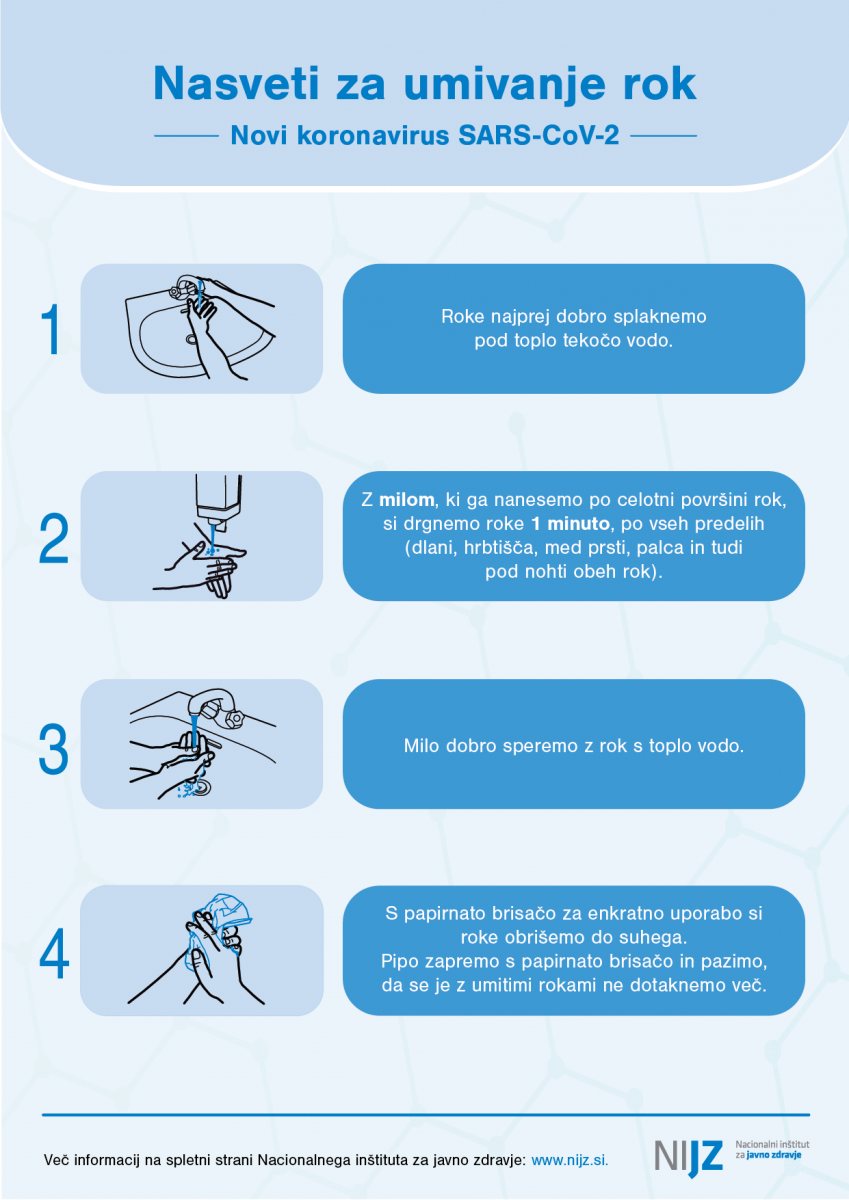 Nasveti za umivanje rok
Novi koronavirus SARS-CoV-2
1
Roke najprej dobro splaknemo
pod toplo tekočo vodo.
2
Z milom, ki ga nanesemo po celotni površini rok,
si drgnemo roke 1 minuto, po vseh predelih
(dlani, hrbtišča, med prsti, palca in tudi
pod nohti obeh rok).
3
Milo dobro speremo z rok s toplo vodo.
4
S papirnato brisačo za enkratno uporabo si
roke obrišemo do suhega.
Pipo zapremo s papirnato brisačo in pazimo,
da se je z umitimi rokami ne dotaknemo več.
Več informacij na spletni strani Nacionalnega inštituta za javno zdravje: www.nijz.si.
NIJZ
Nacionalni inštitut
za javno zdravje